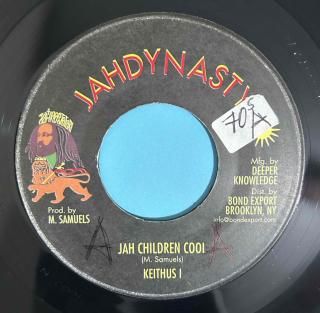 JAHDYNASTY
70s
A
Mfg. by
DEEPER
KNOWLEDGE
Dist. by
BOND EXPORT
BROOKLYN, NY
info@bondexport.com
Prod. by
M. SAMUELS
A
A
JAH CHILDREN COOL
(M. Samuels)
KEITHUS I